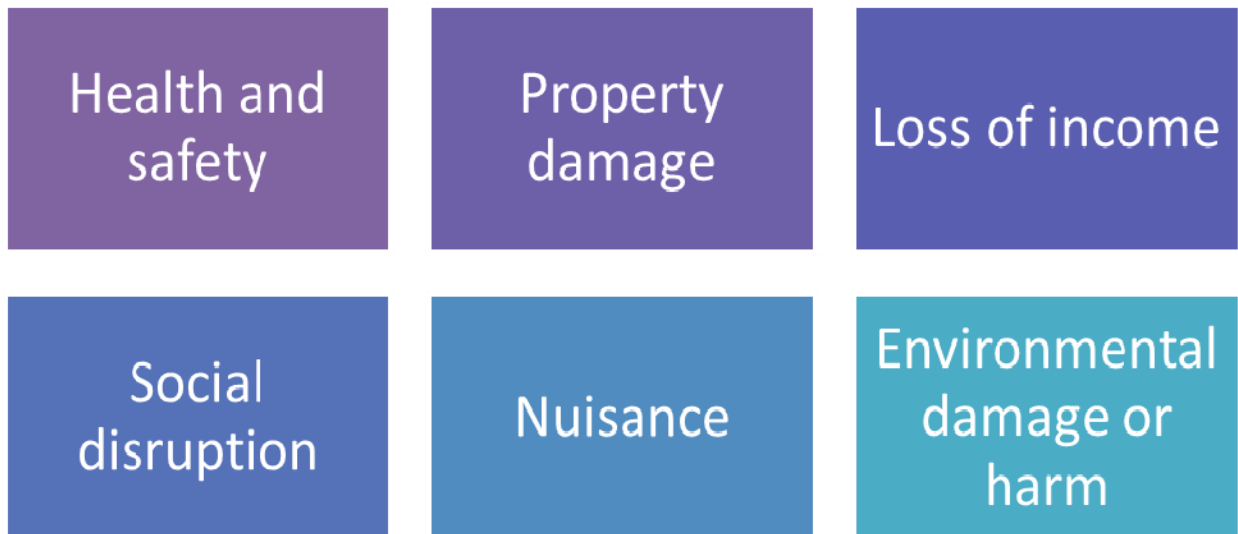 Health and
safety
Property
damage
Loss of income
Social
disruption
Nuisance
Environmental
damage or
harm